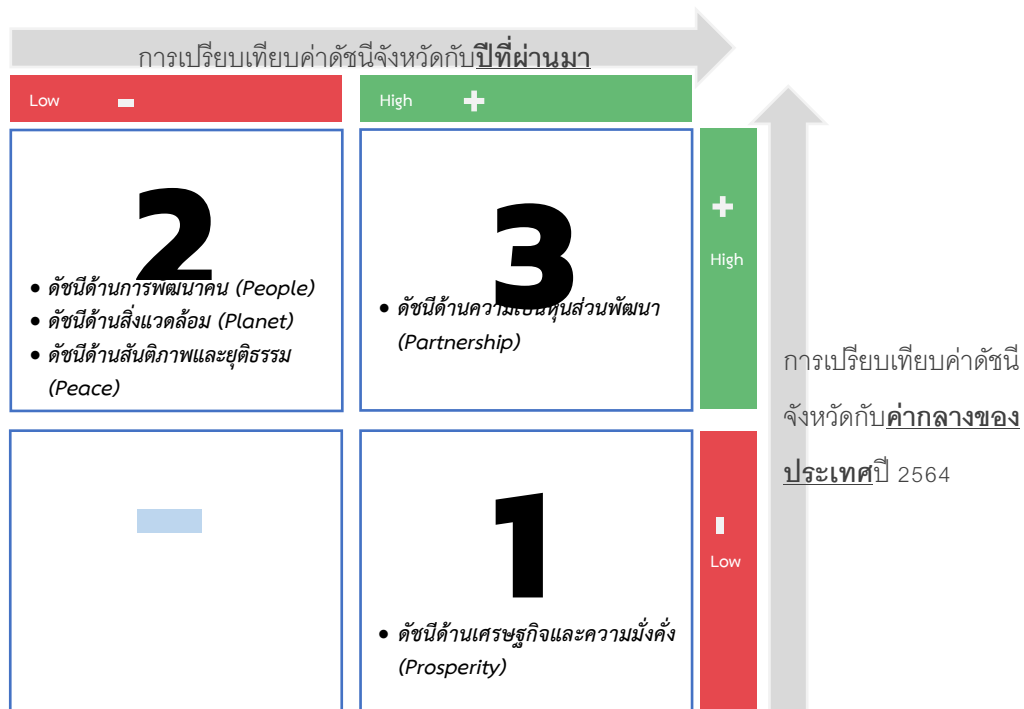 การเปรียบเทียบค่าดัชนีจังหวัดกับปีที่ผ่านมา
Low -
High +
2
• ดัชนีด้านการพัฒนาคน (People)
• ดัชนีด้านสิ่งแวดล้อม (Planet)
• ดัชนีด้านสันติภาพและยุติธรรม
(Peace)
3
• ดัชนีด้านความเป็นหุ้นส่วนพัฒนา
(Partnership)
+
High
การเปรียบเทียบค่าดัชนี
จังหวัดกับค่ากลางของ
ประเทศปี 2564
-
1
• ดัชนีด้านเศรษฐกิจและความมั่งคั่ง
(Prosperity)
-
Low